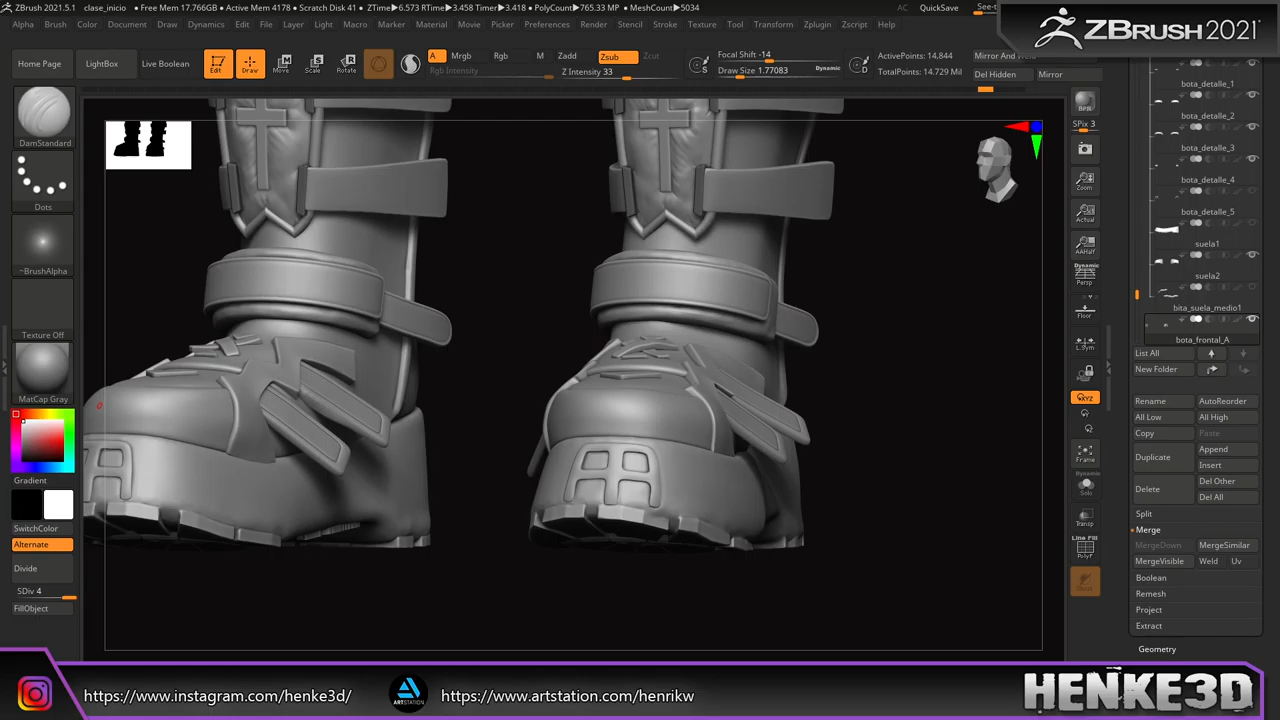 ZBrush 2021.5.1 clase_inicio • Free Mem 17.766GB • Active Mem 4178 • Scratch Disk 41 • ZTime▸6.573 RTime▸3.458 Timer▸3.418 • PolyCount▸765.33 MP • MeshCount▸5034 AC QuickSave See-t
Alpha Brush Color Document Draw Dynamics Edit File Layer Light Macro Marker Material Movie Picker Preferences Render Stencil Stroke Texture Tool Transform Zplugin Zscript Help
ZBRUSH 2021
Home Page LightBox Live Boolean
Edit Draw Move Scale Rotate
A Mrgb Rgb M Zadd Zsub Zcut
Rgb Intensity Z Intensity 33
S Focal Shift -14
Draw Size 1.77083 Dynamic
D ActivePoints: 14,844
TotalPoints: 14.729 Mil
Del Hidden Mirror
DamStandard
Dots
~BrushAlpha
Texture Off
MatCap Gray
Gradient
SwitchColor
Alternate
Divide
SDiv 4
FillObject
BPR
SPix 3
Zoom
Actual
AAHalf
Dynamic
Persp
Floor
L.Sym
XYZ
Frame
Dynamic
Solo
Transp
Line Fill
PolyF
bota_detalle_1
bota_detalle_2
bota_detalle_3
bota_detalle_4
bota_detalle_5
suela1
suela2
bita_suela_medio1
bota_frontal_A
List All
New Folder
Rename AutoReorder
All Low All High
Copy Paste
Duplicate Append
Insert
Delete Del Other
Del All
Split
Merge
MergeDown MergeSimilar
MergeVisible Weld Uv
Boolean
Remesh
Project
Extract
Geometry
https://www.instagram.com/henke3d/
ARTSTATION
https://www.artstation.com/henrikw
HENKE3D